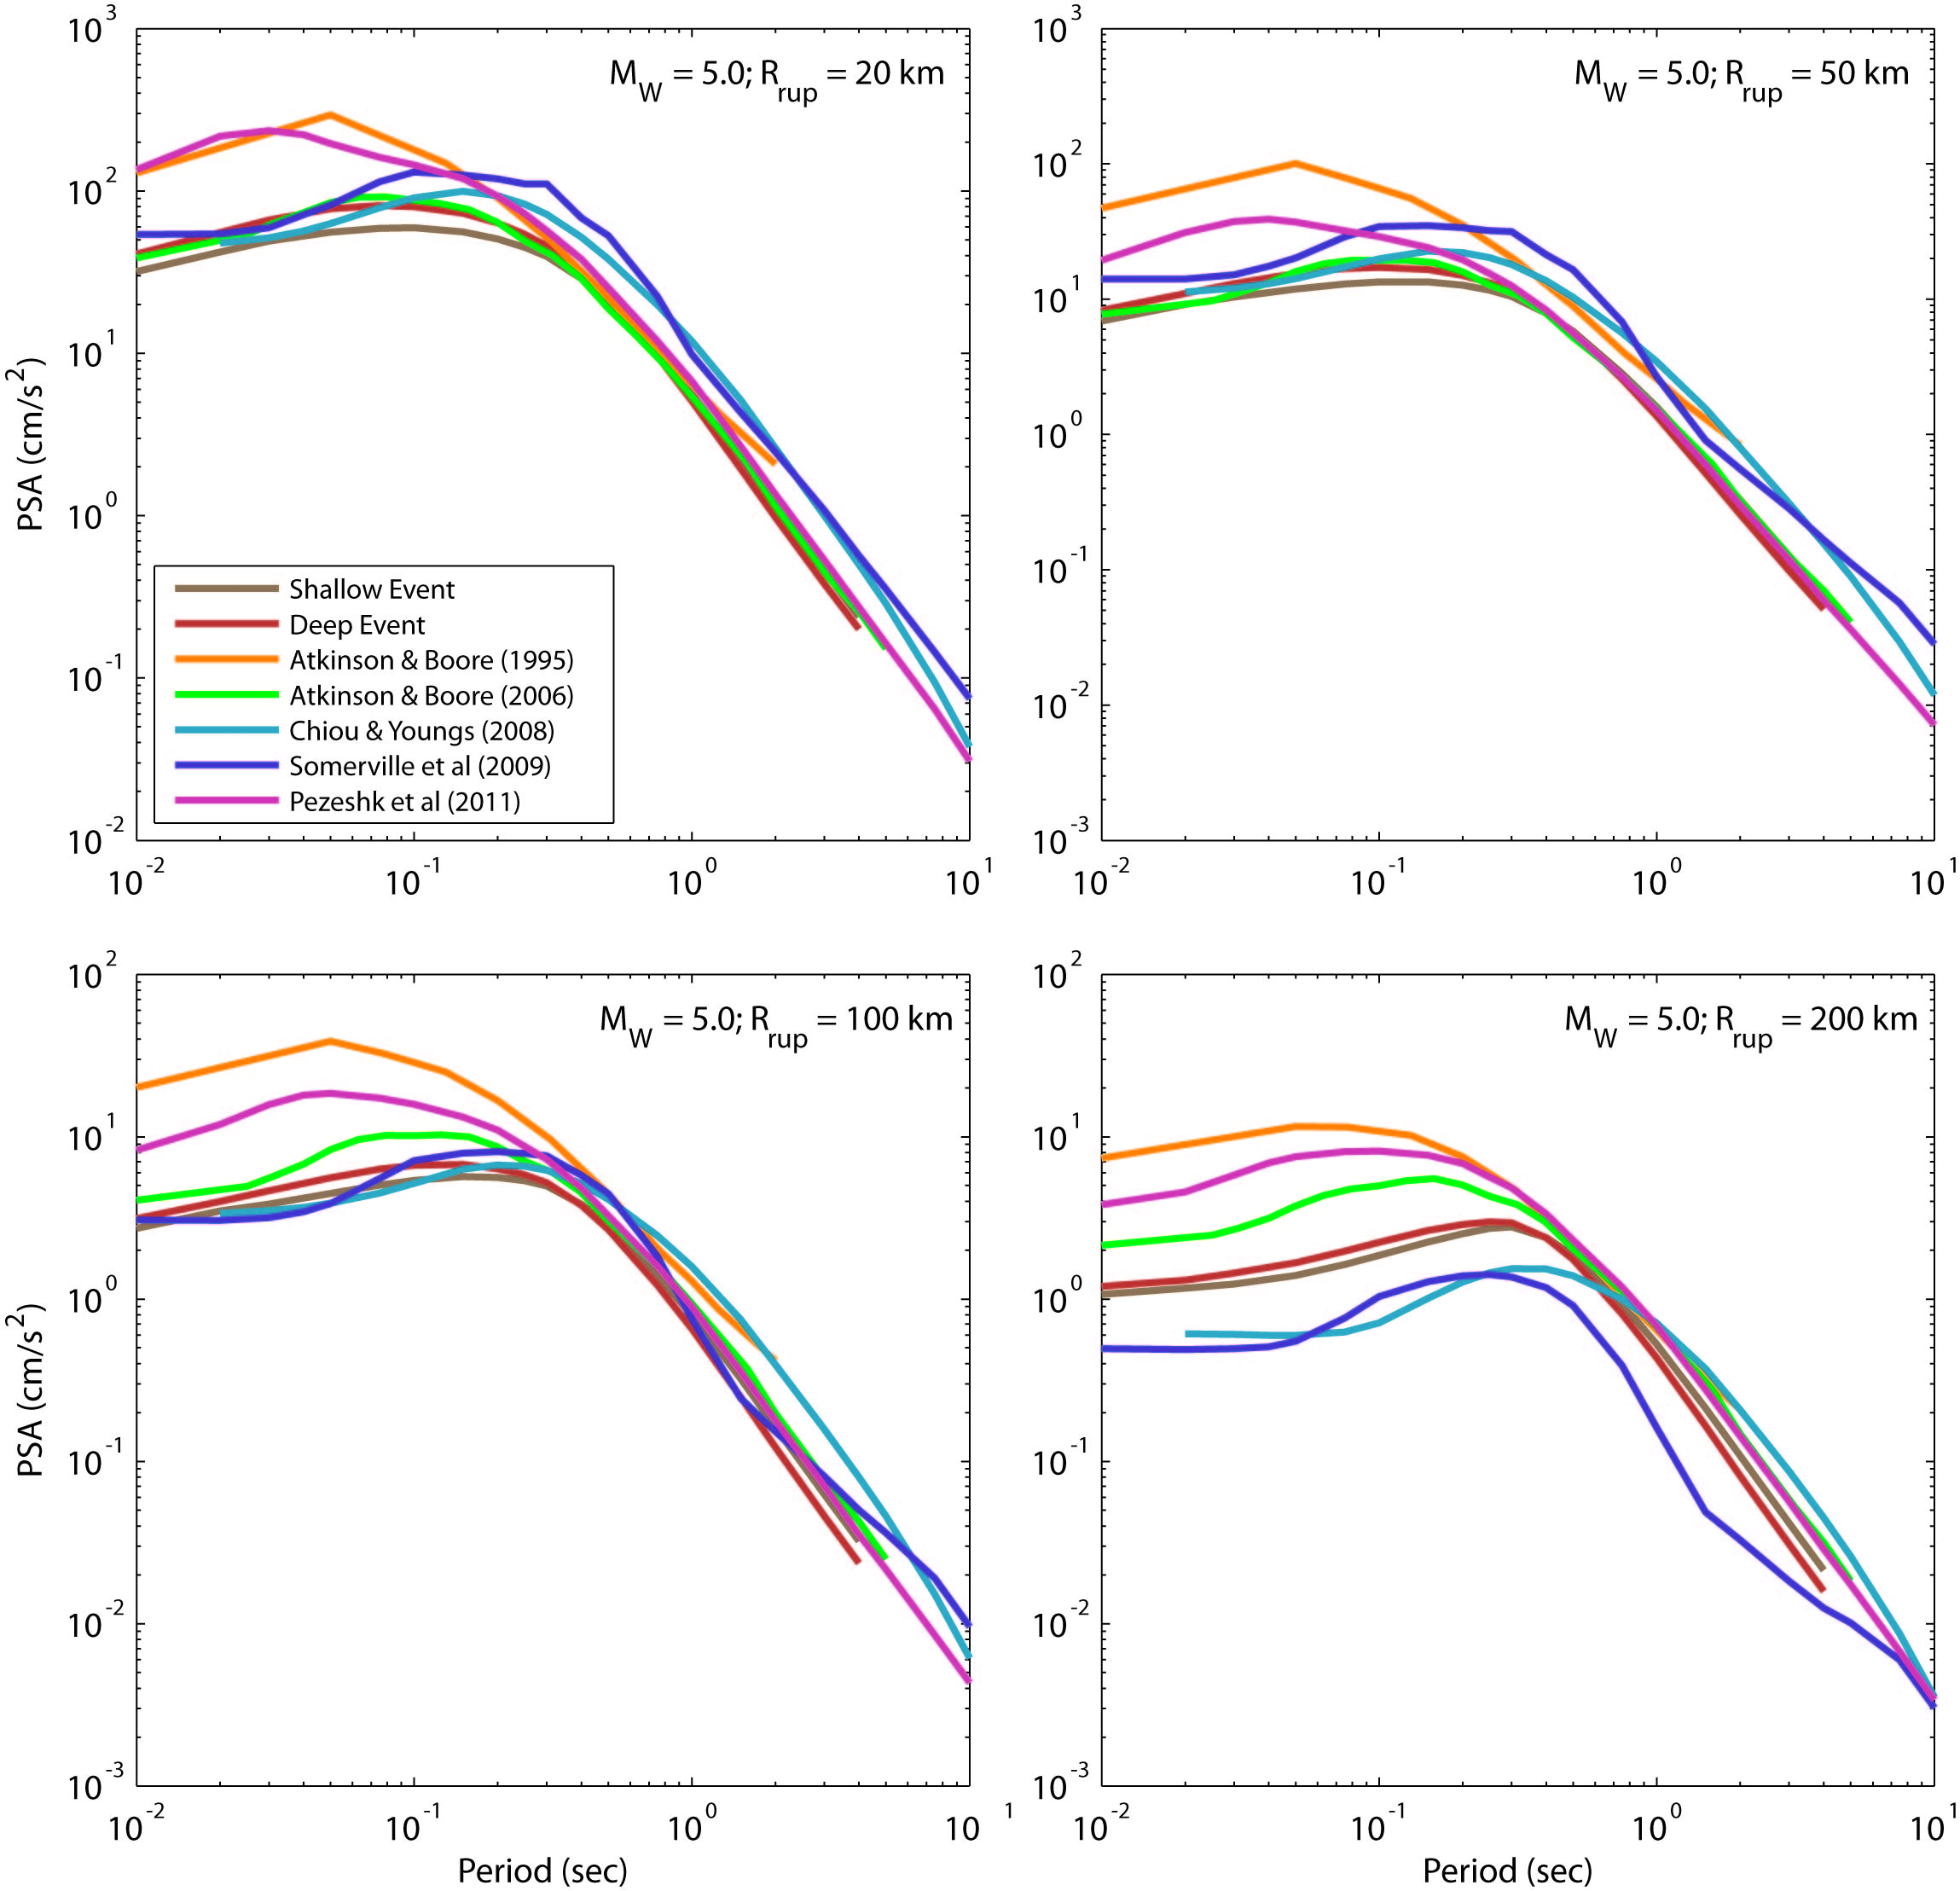 M_W = 5.0; R_rup = 20 km
PSA (cm/s^2)
10^3
10^2
10^1
10^0
10^-1
10^-2
10^-2
10^-1
10^0
10^1
Shallow Event
Deep Event
Atkinson & Boore (1995)
Atkinson & Boore (2006)
Chiou & Youngs (2008)
Somerville et al (2009)
Pezeshk et al (2011)
M_W = 5.0; R_rup = 50 km
10^3
10^2
10^1
10^0
10^-1
10^-2
10^-3
10^-2
10^-1
10^0
10^1
M_W = 5.0; R_rup = 100 km
PSA (cm/s^2)
10^2
10^1
10^0
10^-1
10^-2
10^-3
10^-2
10^-1
10^0
10^1
Period (sec)
M_W = 5.0; R_rup = 200 km
10^2
10^1
10^0
10^-1
10^-2
10^-3
10^-2
10^-1
10^0
10^1
Period (sec)